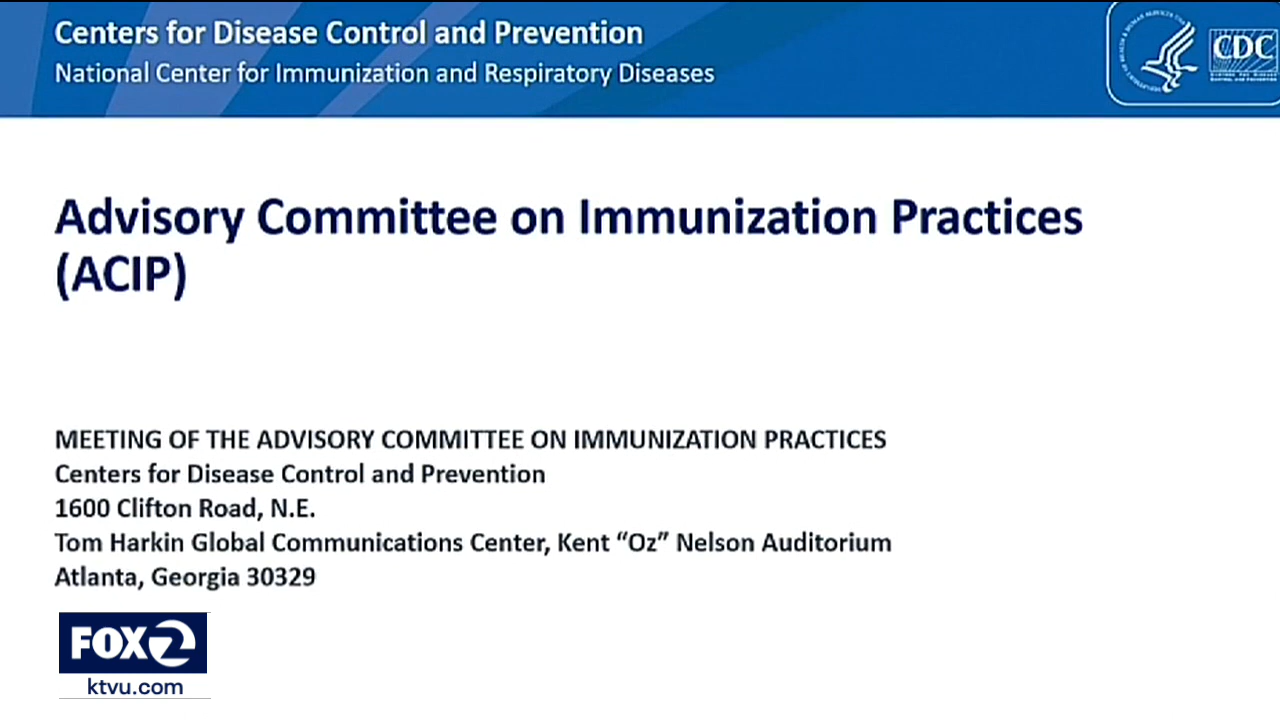 Centers for Disease Control and Prevention
National Center for Immunization and Respiratory Diseases
CDC
Advisory Committee on Immunization Practices
(ACIP)
MEETING OF THE ADVISORY COMMITTEE ON IMMUNIZATION PRACTICES
Centers for Disease Control and Prevention
1600 Clifton Road, N.E.
Tom Harkin Global Communications Center, Kent “Oz” Nelson Auditorium
Atlanta, Georgia 30329
FOX 2
ktvu.com